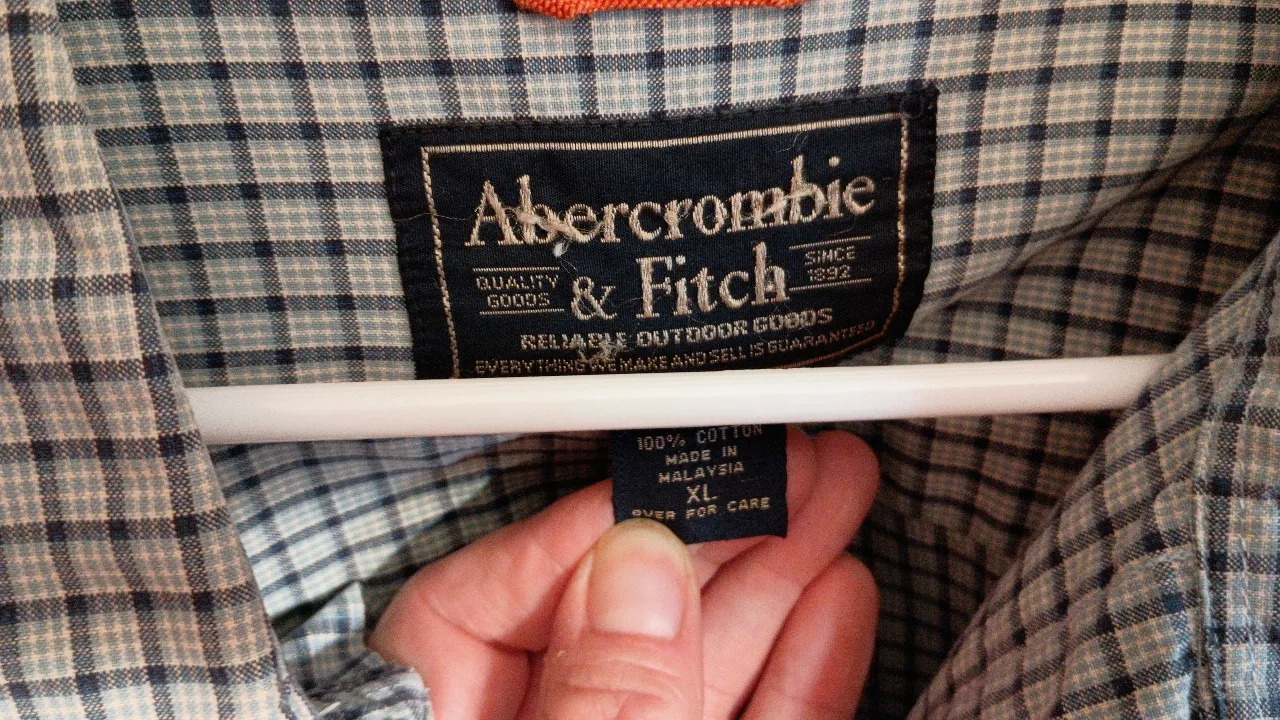 Abercrombie
& Fitch
QUALITY
GOODS
SINCE
1892
RELIABLE OUTDOOR GOODS
EVERYTHING WE MAKE AND SELL IS GUARANTEED
100% COTTON
MADE IN
MALAYSIA
XL
FOR CARE